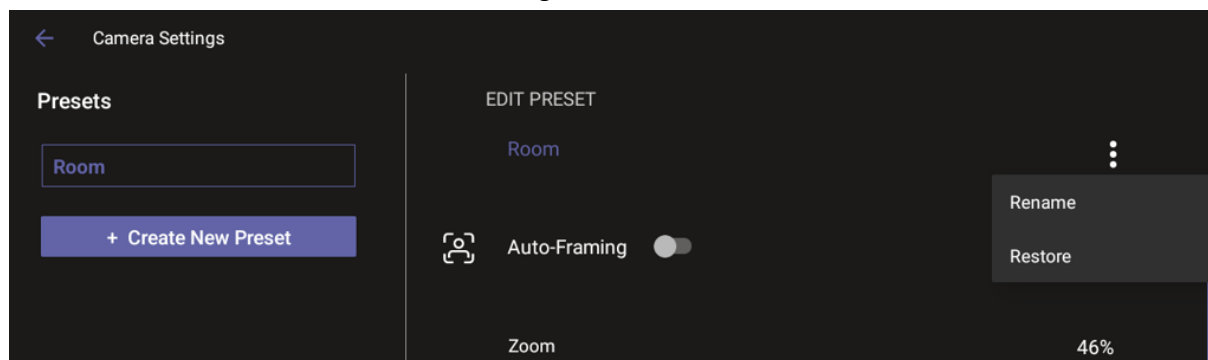 Camera Settings
Presets
Room
+ Create New Preset
EDIT PRESET
Room
Rename
Restore
Auto-Framing
Zoom 46%